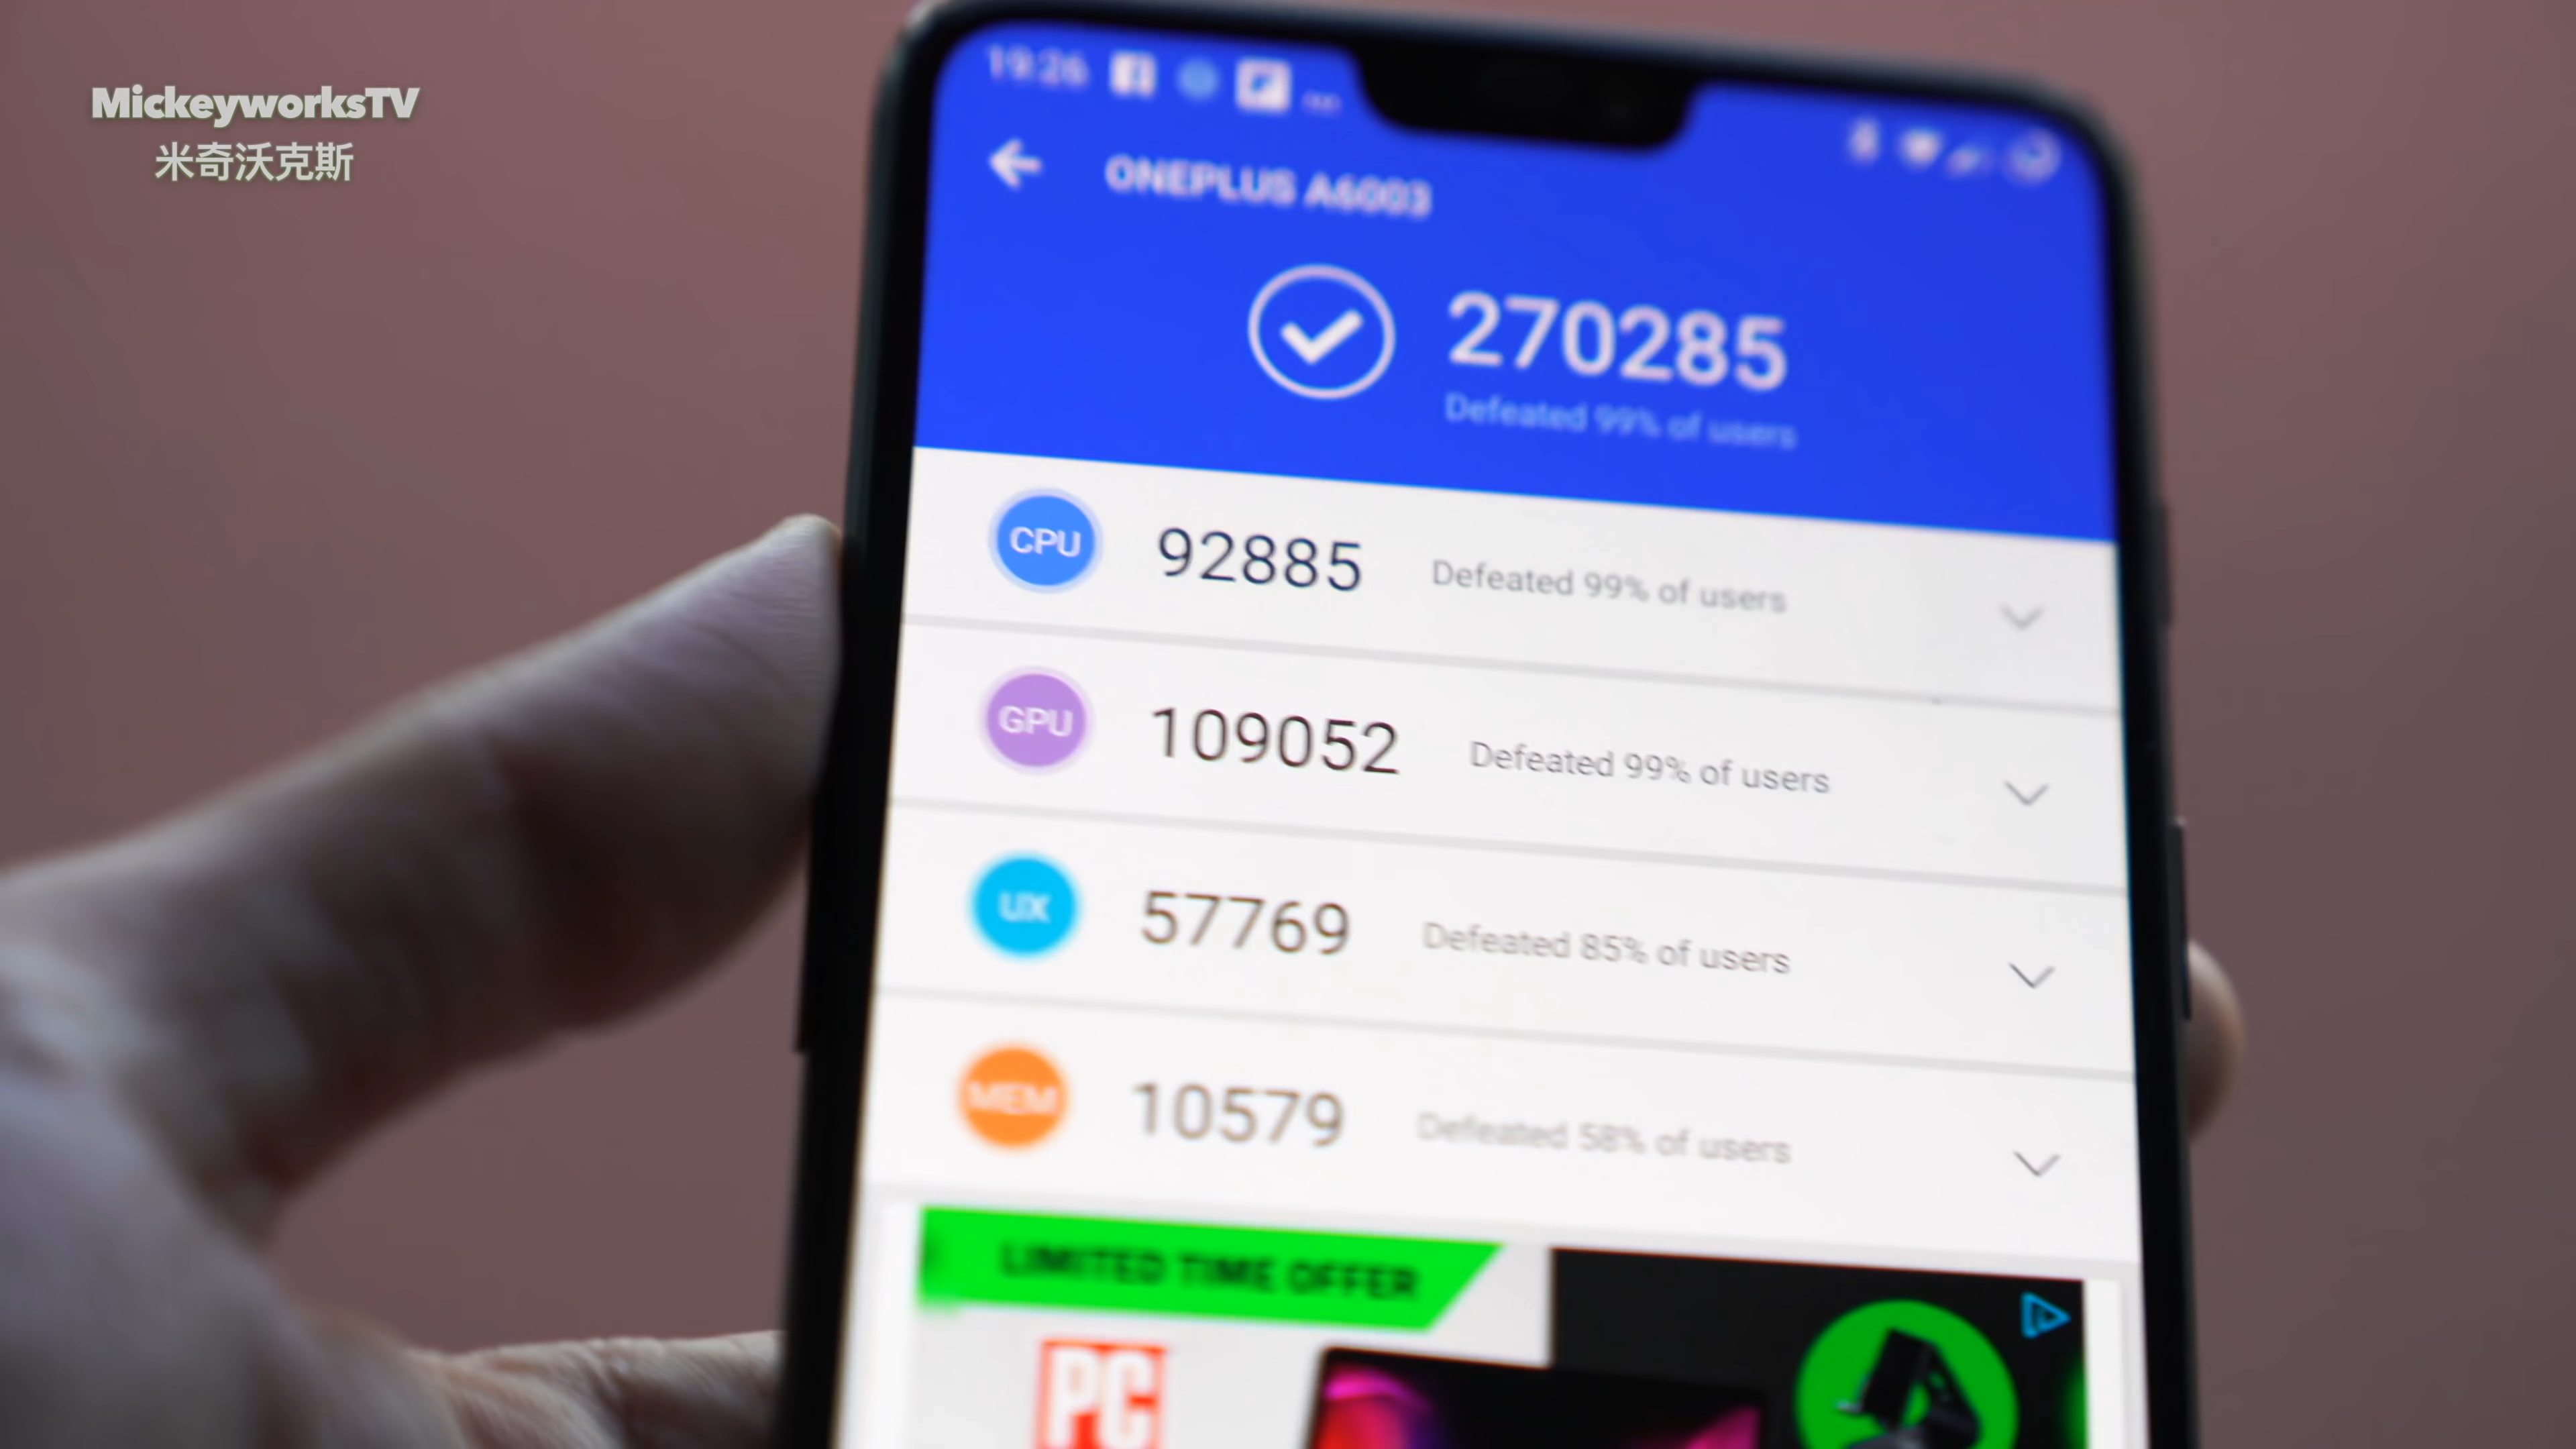 MickeyworksTV
米奇沃克斯
19:26
ONEPLUS A6003
270285
Defeated 99% of users
CPU 92885 Defeated 99% of users
GPU 109052 Defeated 99% of users
UX 57769 Defeated 85% of users
MEM 10579 Defeated 58% of users
LIMITED TIME OFFER
PC